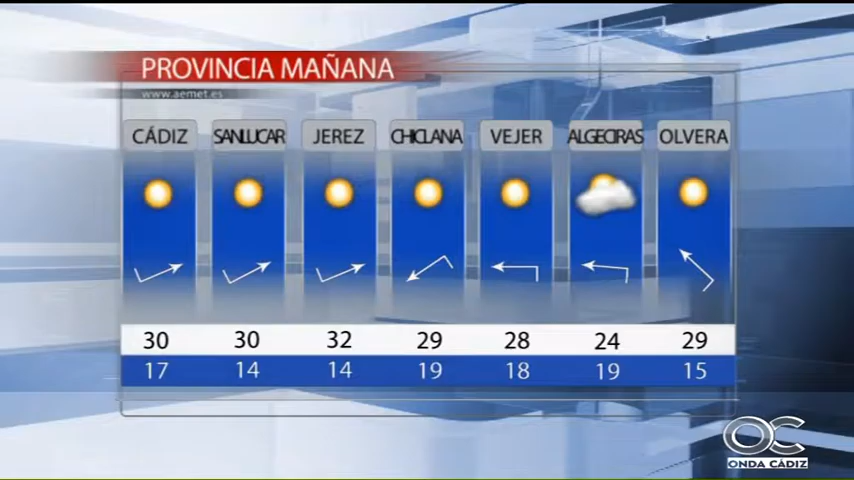 PROVINCIA MAÑANA
www.aemet.es
CÁDIZ SANLUCAR JEREZ CHICLANA VEJER ALGECIRAS OLVERA
30 30 32 29 28 24 29
17 14 14 19 18 19 15
OC
ONDA CÁDIZ